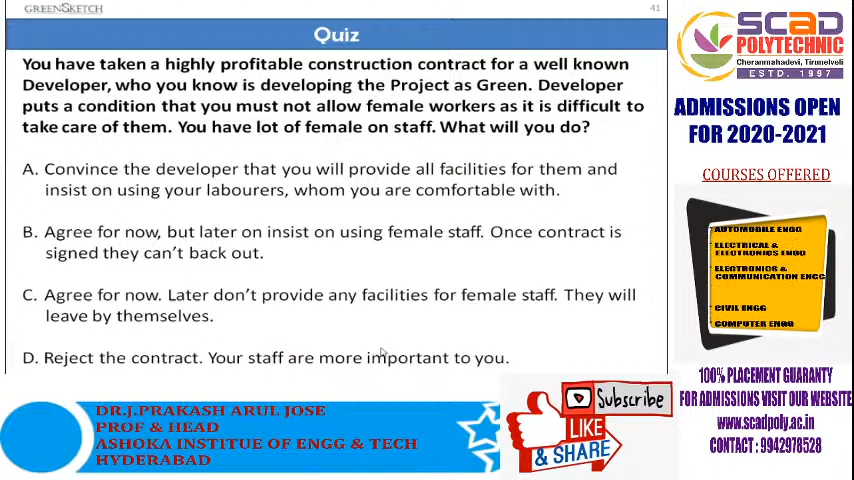 GREENSKETCH
41
Quiz
You have taken a highly profitable construction contract for a well known
Developer, who you know is developing the Project as Green. Developer
puts a condition that you must not allow female workers as it is difficult to
take care of them. You have lot of female on staff. What will you do?
A. Convince the developer that you will provide all facilities for them and
insist on using your labourers, whom you are comfortable with.
B. Agree for now, but later on insist on using female staff. Once contract is
signed they can't back out.
C. Agree for now. Later don't provide any facilities for female staff. They will
leave by themselves.
D. Reject the contract. Your staff are more important to you.
SCAD
POLYTECHNIC
Cheranmahadevi, Tirunelveli
ESTD. 1997
ADMISSIONS OPEN
FOR 2020-2021
COURSES OFFERED
AUTOMOBILE ENGG
ELECTRICAL &
ELECTRONICS ENGG
ELECTRONICS &
COMMUNICATION ENGG
CIVIL ENGG
COMPUTER ENGG
100% PLACEMENT GUARANTY
FOR ADMISSIONS VISIT OUR WEBSITE
www.scadpoly.ac.in
CONTACT : 9942978528
DR.J.PRAKASH ARUL JOSE
PROF & HEAD
ASHOKA INSTITUE OF ENGG & TECH
HYDERABAD
Subscribe
LIKE
& SHARE